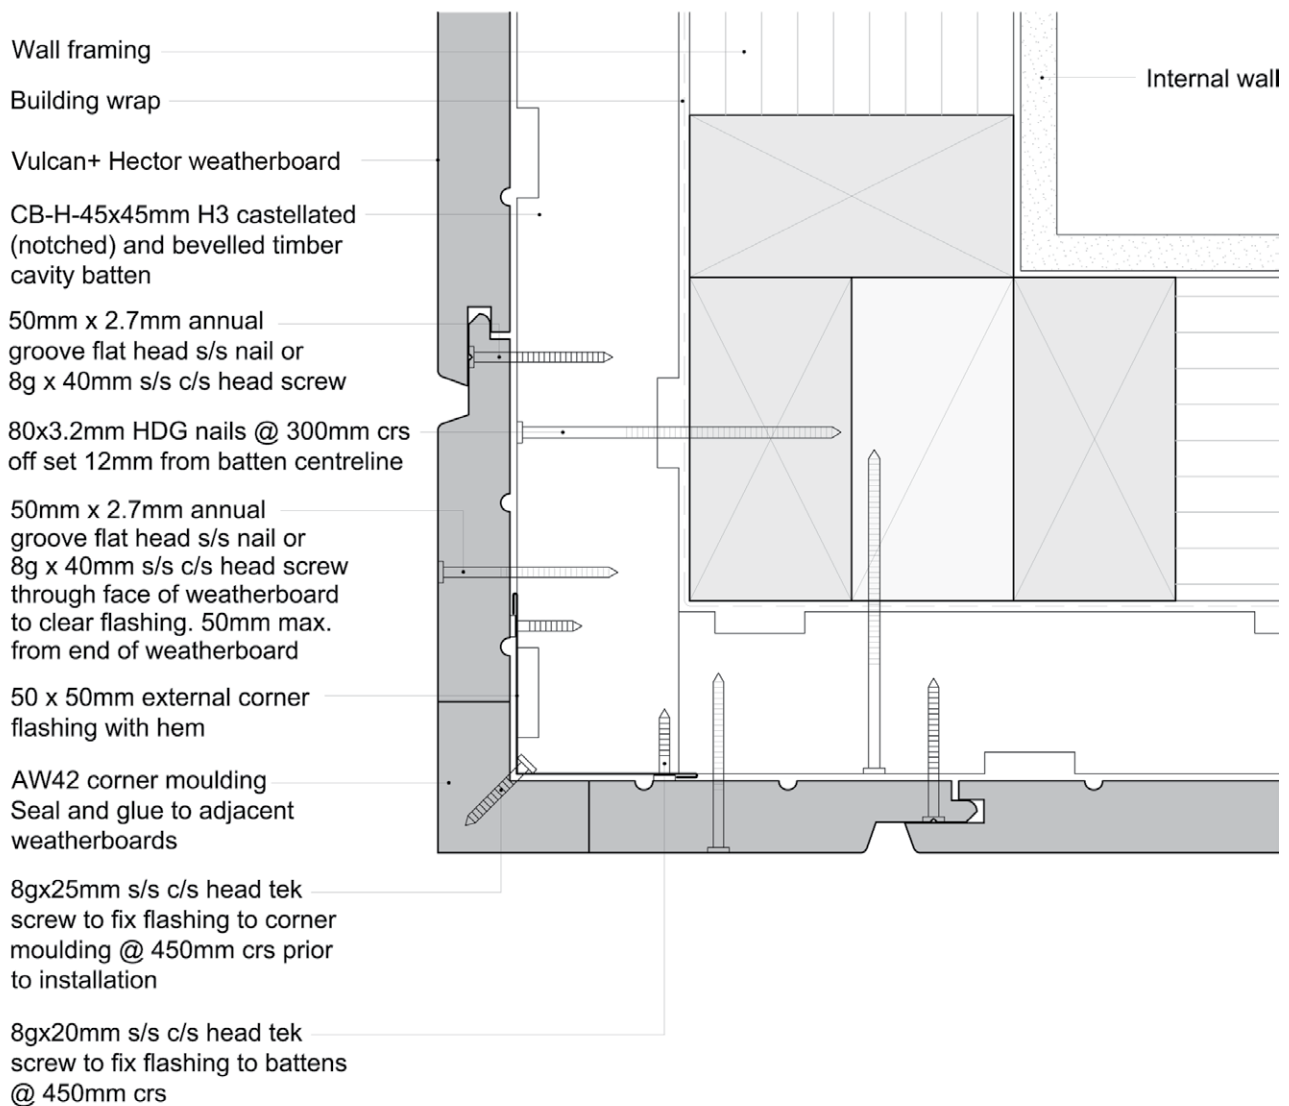 Wall framing
Internal wall
Building wrap
Vulcan+ Hector weatherboard
CB-H-45x45mm H3 castellated
(notched) and bevelled timber
cavity batten
50mm x 2.7mm annual
groove flat head s/s nail or
8g x 40mm s/s c/s head screw
80x3.2mm HDG nails @ 300mm crs
off set 12mm from batten centreline
50mm x 2.7mm annual
groove flat head s/s nail or
8g x 40mm s/s c/s head screw
through face of weatherboard
to clear flashing. 50mm max.
from end of weatherboard
50 x 50mm external corner
flashing with hem
AW42 corner moulding
Seal and glue to adjacent
weatherboards
8gx25mm s/s c/s head tek
screw to fix flashing to corner
moulding @ 450mm crs prior
to installation
8gx20mm s/s c/s head tek
screw to fix flashing to battens
@ 450mm crs